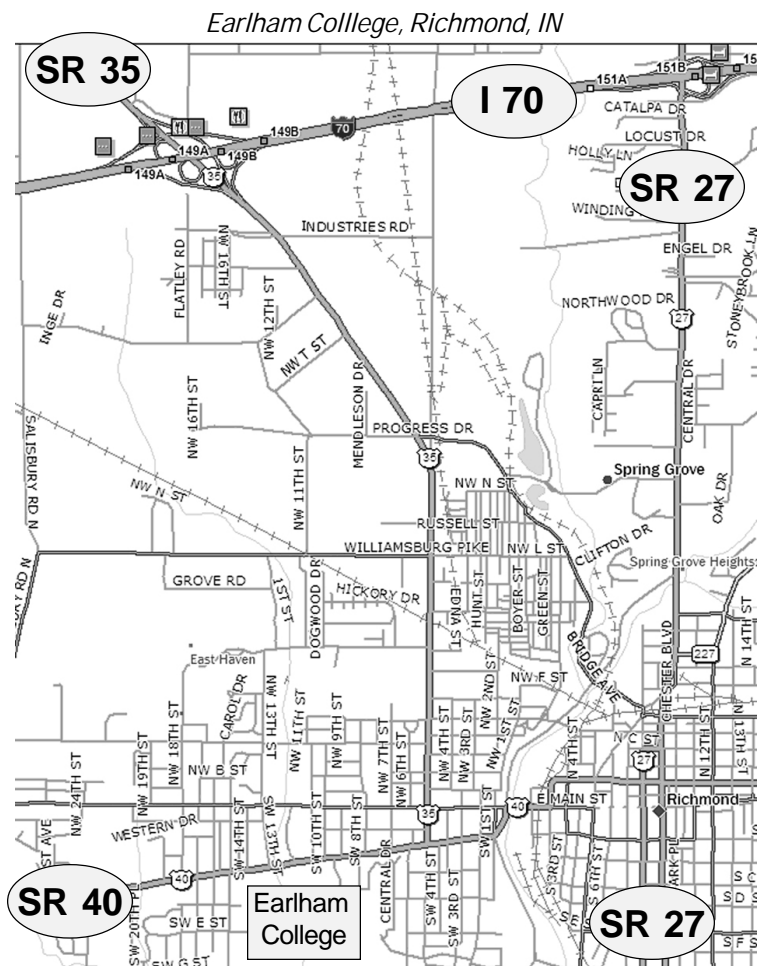 Earlham Colllege, Richmond, IN
SR 35
I 70
151A
151B
15
CATALPA DR
LOCUST DR
HOLLY LN
SR 27
WINDING
149B
70
149A
149B
149A
35
INDUSTRIES RD
ENGEL DR
STONEYBROOK LN
FLATLEY RD
NW 16TH ST
NW 12TH ST
INGE DR
NORTHWOOD DR
27
NW T ST
CAPRI LN
CENTRAL DR
NW 16TH ST
MENDLESON DR
PROGRESS DR
SALISBURY RD N
NW 11TH ST
35
Spring Grove
NW N ST
NW N ST
OAK DR
RUSSELL ST
WILLIAMSBURG PIKE
NW L ST
CLIFTON DR
Spring Grove Heights
GROVE RD
1ST ST
DOGWOOD DR
HICKORY DR
EDNA ST
HUNT ST
BOYER ST
GREEN ST
BRIDGE AVE
CHESTER BLVD
227
N 14TH ST
East Haven
NW F ST
CAROL DR
NW 13TH ST
NW 11TH ST
NW 9TH ST
NW 2ND ST
NW 1ST ST
NW 18TH ST
NW 19TH ST
NW 7TH ST
NW 6TH ST
NW 4TH ST
NW 3RD ST
N 4TH ST
N C ST
N 12TH ST
N 13TH ST
NW 24TH ST
NW B ST
27
WESTERN DR
SW 14TH ST
SW 13TH ST
SW 10TH ST
SW 8TH ST
35
SW 1ST ST
40
E MAIN ST
Richmond
ST AVE
SR 40
40
SW 20TH P
CENTRAL DR
SW 4TH ST
SW 3RD ST
S 3RD ST
S 6TH ST
ARK PL
S C
S D S
SW E ST
Earlham
College
SR 27
S F S
SW G ST